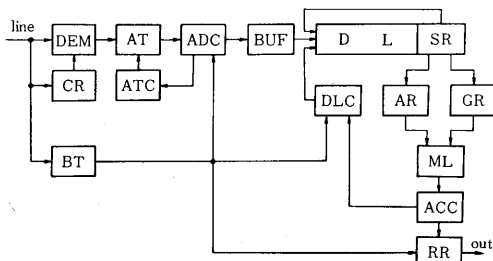 line
DEM AT ADC BUF D L SR
CR ATC DLC AR GR
BT ML
ACC
RR out